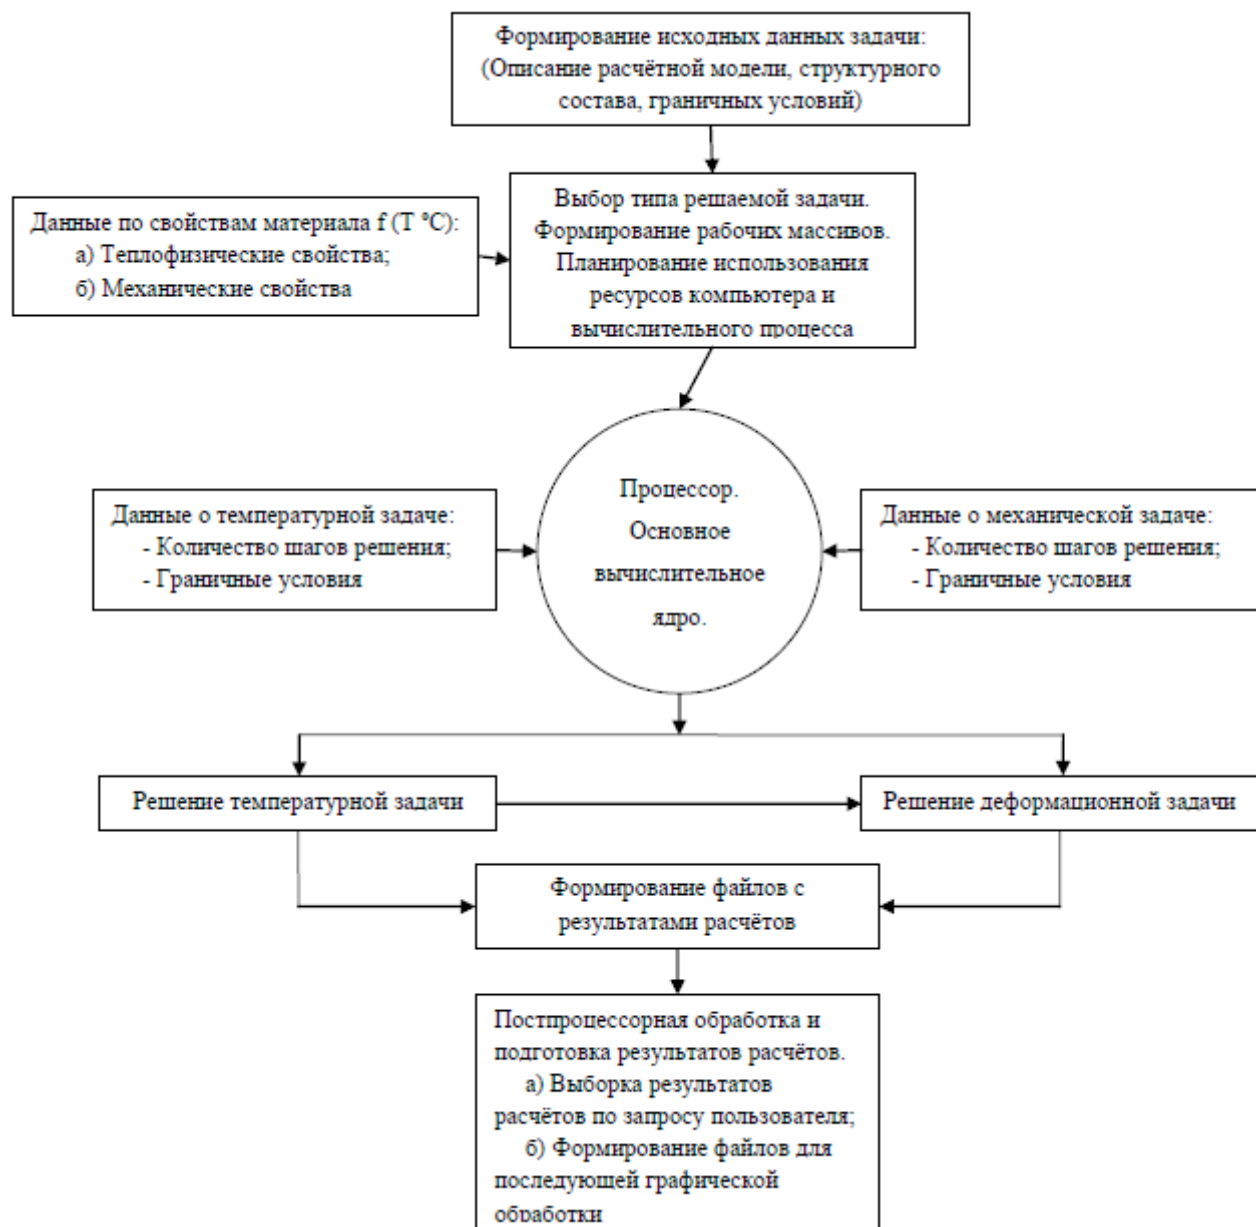 Формирование исходных данных задачи:
(Описание расчётной модели, структурного
состава, граничных условий)
Данные по свойствам материала f (T °C):
а) Теплофизические свойства;
б) Механические свойства
Выбор типа решаемой задачи.
Формирование рабочих массивов.
Планирование использования
ресурсов компьютера и
вычислительного процесса
Данные о температурной задаче:
- Количество шагов решения;
- Граничные условия
Процессор.
Основное
вычислительное
ядро.
Данные о механической задаче:
- Количество шагов решения;
- Граничные условия
Решение температурной задачи
Решение деформационной задачи
Формирование файлов с
результатами расчётов
Постпроцессорная обработка и
подготовка результатов расчётов.
а) Выборка результатов
расчётов по запросу пользователя;
б) Формирование файлов для
последующей графической
обработки